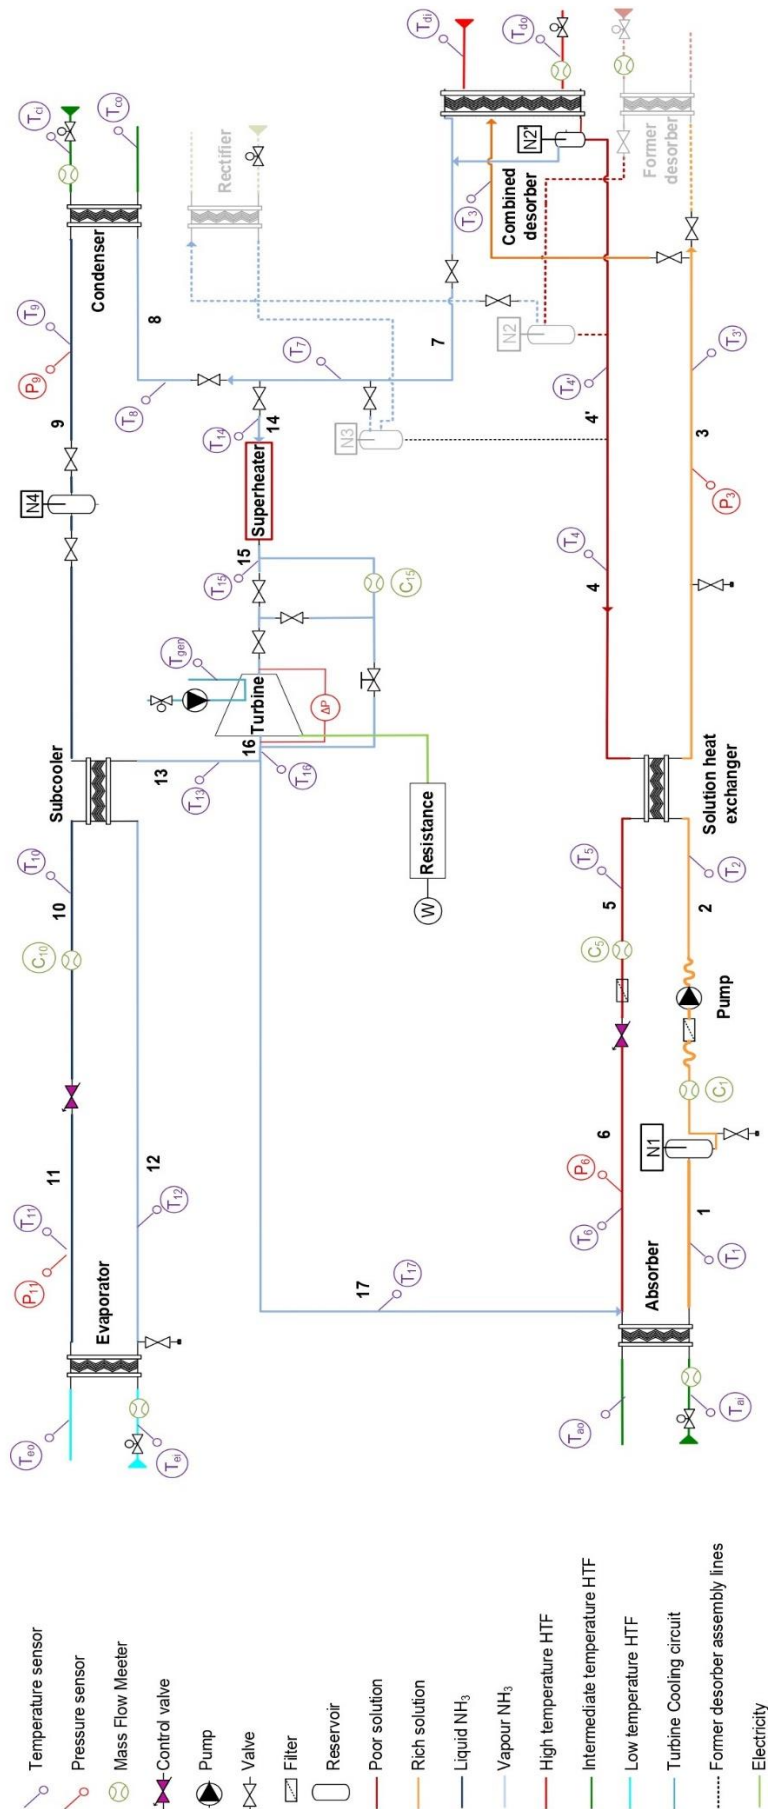 Temperature sensor
Pressure sensor
Mass Flow Meeter
Control valve
Pump
Valve
Filter
Reservoir
Poor solution
Rich solution
Liquid NH₃
Vapour NH₃
High temperature HTF
Intermediate temperature HTF
Low temperature HTF
Turbine Cooling circuit
Former desorber assembly lines
Electricity
Teo
Tei
P11
T11
11
Evaporator
12
T12
C10
10
T10
Subcooler
13
T13
N4
9
P9
T9
T8
8
Condenser
Tci
Tco
Rectifier
Tgen
Turbine
16
T16
ΔP
Resistance
W
15
T15
C15
Superheater
14
T14
T7
7
N3
N2
17
T17
Tdi
Tdo
N2'
Combined
desorber
T3
Former
desorber
Tao
Tai
Absorber
T6
P6
6
1
T1
N1
C1
Pump
C5
5
T5
2
T2
Solution heat
exchanger
4
T4
4'
T4'
3
P3
T3'